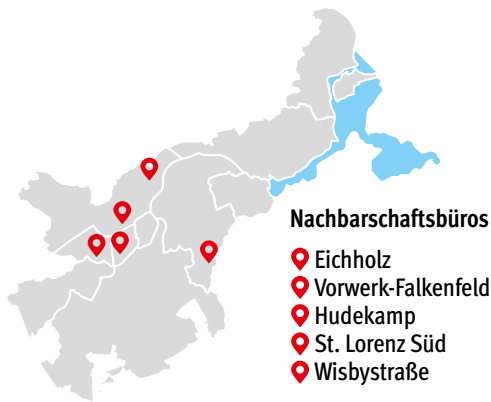 Nachbarschaftsbüros
Eichholz
Vorwerk-Falkenfeld
Hudekamp
St. Lorenz Süd
Wisbystraße